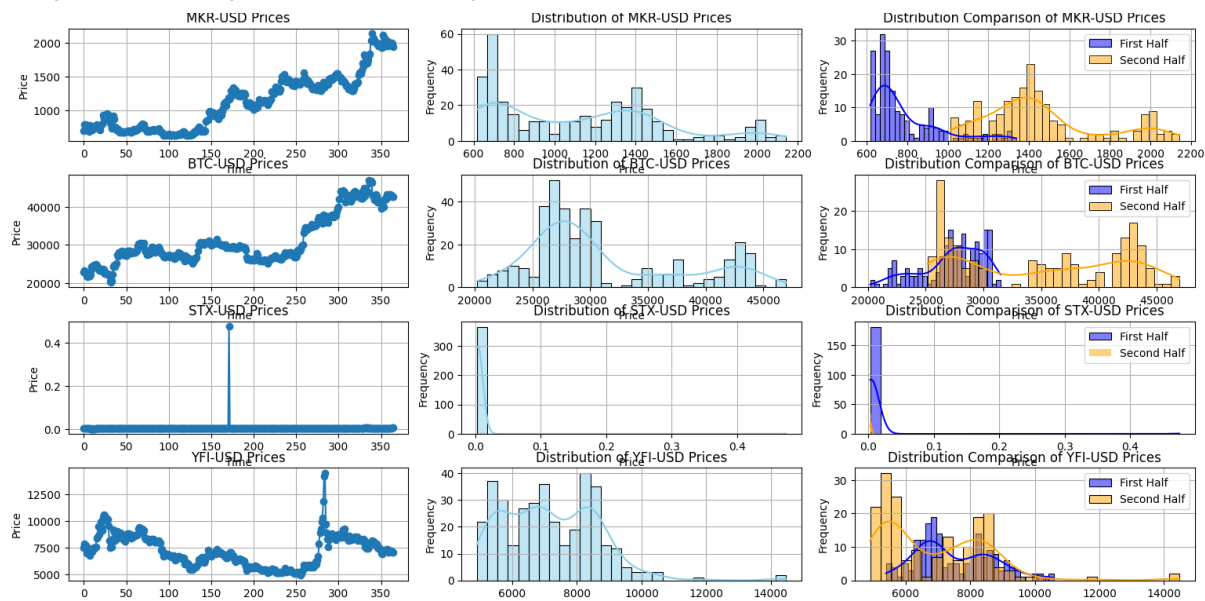 MKR-USD Prices
Price
2000
1500
1000
0 50 100 150 200 250 300 350
Time
Distribution of MKR-USD Prices
Frequency
60
40
20
0
600 800 1000 1200 1400 1600 1800 2000 2200
Price
Distribution Comparison of MKR-USD Prices
Frequency
30
20
10
0
600 800 1000 1200 1400 1600 1800 2000 2200
Price
First Half
Second Half
BTC-USD Prices
Price
40000
30000
20000
0 50 100 150 200 250 300 350
Time
Distribution of BTC-USD Prices
Frequency
40
20
0
20000 25000 30000 35000 40000 45000
Price
Distribution Comparison of BTC-USD Prices
Frequency
20
10
0
20000 25000 30000 35000 40000 45000
Price
First Half
Second Half
STX-USD Prices
Price
0.4
0.2
0.0
0 50 100 150 200 250 300 350
Time
Distribution of STX-USD Prices
Frequency
300
200
100
0
0.0 0.1 0.2 0.3 0.4
Price
Distribution Comparison of STX-USD Prices
Frequency
150
100
50
0
0.0 0.1 0.2 0.3 0.4
Price
First Half
Second Half
YFI-USD Prices
Price
12500
10000
7500
5000
0 50 100 150 200 250 300 350
Distribution of YFI-USD Prices
Frequency
40
30
20
10
0
6000 8000 10000 12000 14000
Distribution Comparison of YFI-USD Prices
Frequency
30
20
10
0
6000 8000 10000 12000 14000
First Half
Second Half